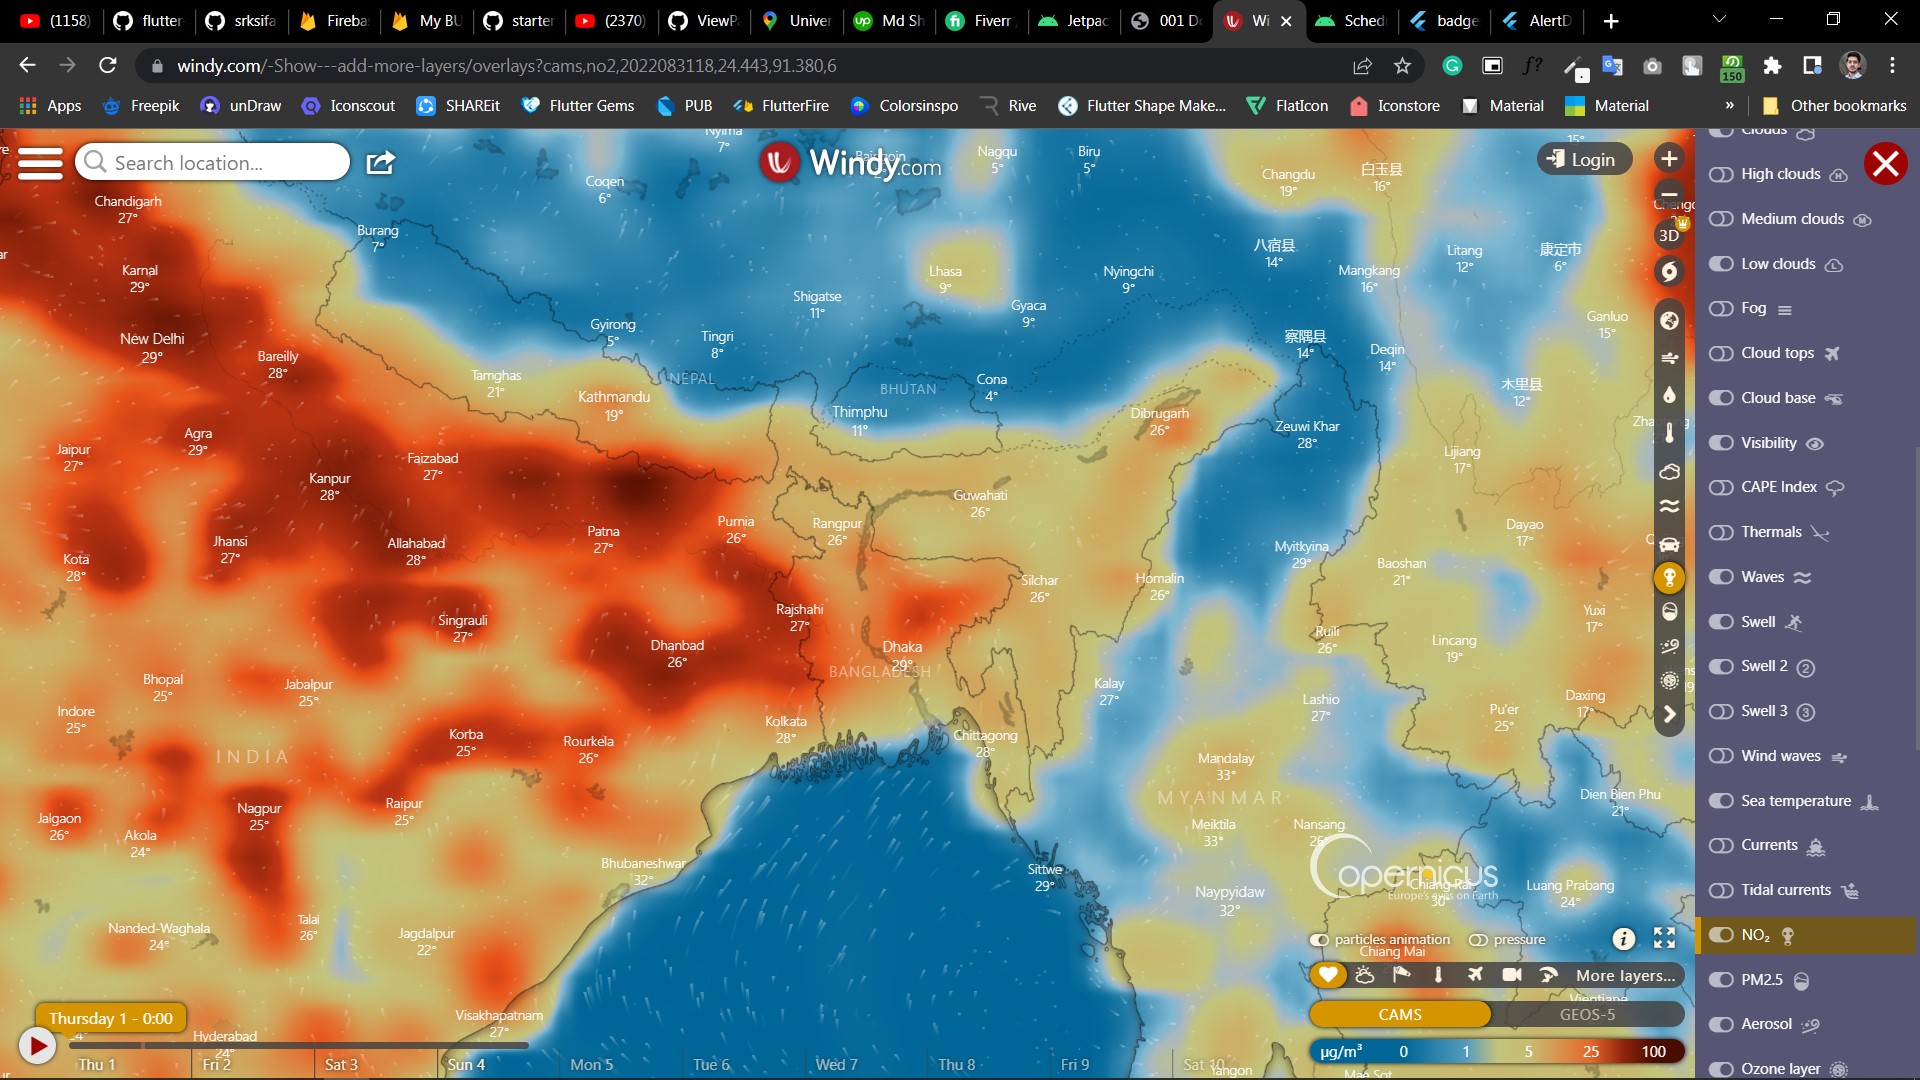 (1158)
flutter-
srksifa
Fireba
My BU
starter
(2370)
ViewP
Univer
Md Sh
Fiverr
Jetpac
001 D
Wi
Sched
badge
AlertD
windy.com/-Show---add-more-layers/overlays?cams,no2,2022083118,24.443,91.380,6
150
Apps
Freepik
unDraw
Iconscout
SHAREit
Flutter Gems
PUB
FlutterFire
Colorsinspo
Rive
Flutter Shape Make...
FlatIcon
Iconstore
Material
Material
»
Other bookmarks
Search location...
Windy.com
Login
3D
Nyima
7°
Nagqu
5°
Biru
5°
15°
Coqen
6°
Changdu
19°
白玉县
16°
Chandigarh
27°
Burang
7°
八宿县
14°
Litang
12°
康定市
6°
Karnal
29°
Lhasa
9°
Nyingchi
9°
Mangkang
16°
Shigatse
11°
Gyaca
9°
Ganluo
15°
New Delhi
29°
Gyirong
5°
Tingri
8°
察隅县
14°
Deqin
14°
Bareilly
28°
Tamghas
21°
NEPAL
BHUTAN
Cona
4°
木里县
12°
Kathmandu
19°
Thimphu
11°
Dibrugarh
26°
Zeuwi Khar
28°
Agra
29°
Jaipur
27°
Faizabad
27°
Lijiang
17°
Kanpur
28°
Guwahati
26°
Purnia
26°
Rangpur
26°
Dayao
17°
Patna
27°
Jhansi
27°
Allahabad
28°
Myitkyina
29°
Kota
28°
Baoshan
21°
Silchar
26°
Homalin
26°
Rajshahi
27°
Yuxi
17°
Singrauli
27°
Ruili
26°
Lincang
19°
Dhanbad
26°
Dhaka
29°
BANGLADESH
Bhopal
25°
Jabalpur
25°
Kalay
27°
Lashio
27°
Daxing
17°
Indore
25°
Kolkata
28°
Pu'er
25°
Korba
25°
Rourkela
26°
Chittagong
28°
INDIA
Mandalay
33°
MYANMAR
Dien Bien Phu
21°
Nagpur
25°
Raipur
25°
Jalgaon
26°
Akola
24°
Meiktila
33°
Nansang
26°
Bhubaneshwar
32°
Sittwe
29°
Copernicus
Europe's eyes on Earth
Chiang Rai
30°
Naypyidaw
32°
Luang Prabang
24°
Nanded-Waghala
24°
Talai
26°
Jagdalpur
22°
particles animation
pressure
Chiang Mai
More layers...
Vientiane
Visakhapatnam
27°
Hyderabad
24°
Thursday 1 - 0:00
Thu 1
Fri 2
Sat 3
Sun 4
Mon 5
Tue 6
Wed 7
Thu 8
Fri 9
Sat 10
Yangon
Mae Sot
CAMS
GEOS-5
µg/m³
0
1
5
25
100
Clouds
High clouds
Medium clouds
Low clouds
Fog
Cloud tops
Cloud base
Visibility
CAPE Index
Thermals
Waves
Swell
Swell 2
Swell 3
Wind waves
Sea temperature
Currents
Tidal currents
NO₂
PM2.5
Aerosol
Ozone layer